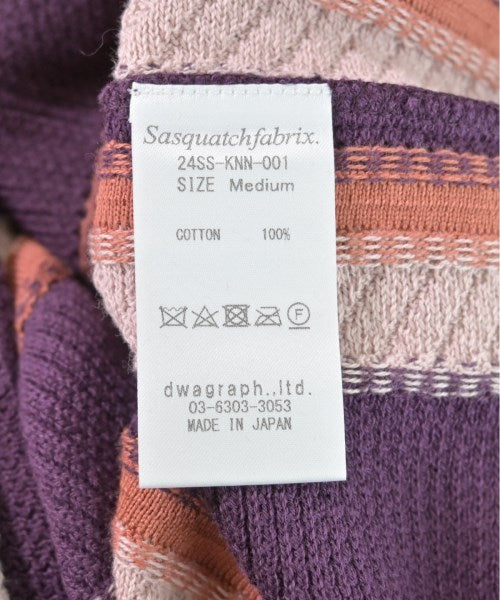 Sasquatchfabrix.
24SS-KNN-001
SIZE Medium
COTTON 100%
F
dwagraph.,ltd.
03-6303-3053
MADE IN JAPAN